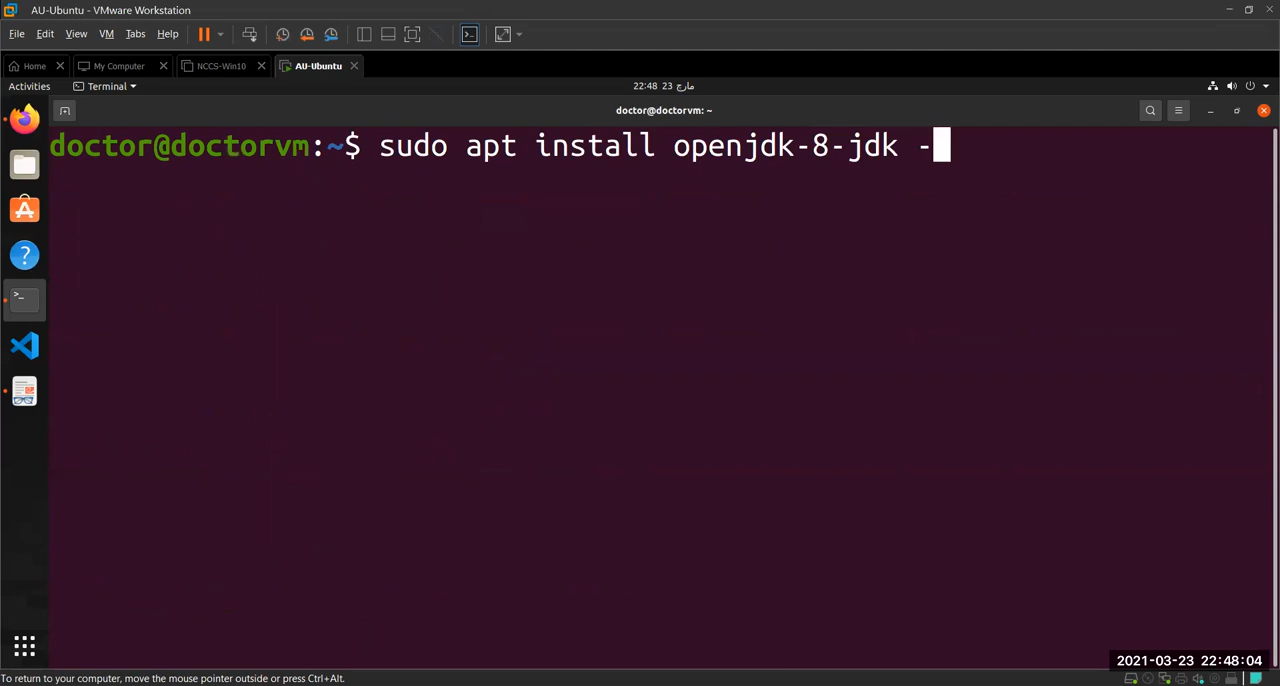 AU-Ubuntu - VMware Workstation
File Edit View VM Tabs Help
Home My Computer NCCS-Win10 AU-Ubuntu
Activities Terminal 22:48 23 مارچ
doctor@doctorvm: ~
doctor@doctorvm:~$ sudo apt install openjdk-8-jdk -
2021-03-23 22:48:04
To return to your computer, move the mouse pointer outside or press Ctrl+Alt.